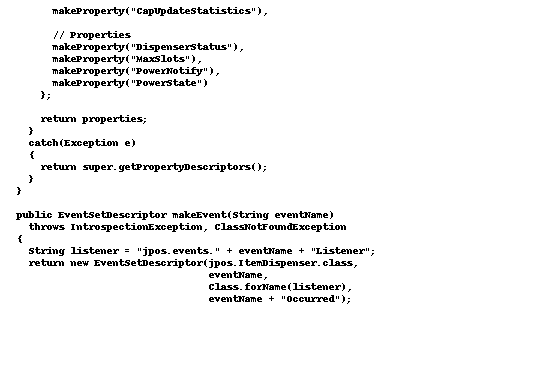 makeProperty("CapUpdateStatistics"),
// Properties
makeProperty("DispenserStatus"),
makeProperty("MaxSlots"),
makeProperty("PowerNotify"),
makeProperty("PowerState")
};
return properties;
}
catch(Exception e)
{
return super.getPropertyDescriptors();
}
}
public EventSetDescriptor makeEvent(String eventName)
throws IntrospectionException, ClassNotFoundException
{
String listener = "jpos.events." + eventName + "Listener";
return new EventSetDescriptor(jpos.ItemDispenser.class,
eventName,
Class.forName(listener),
eventName + "Occurred");